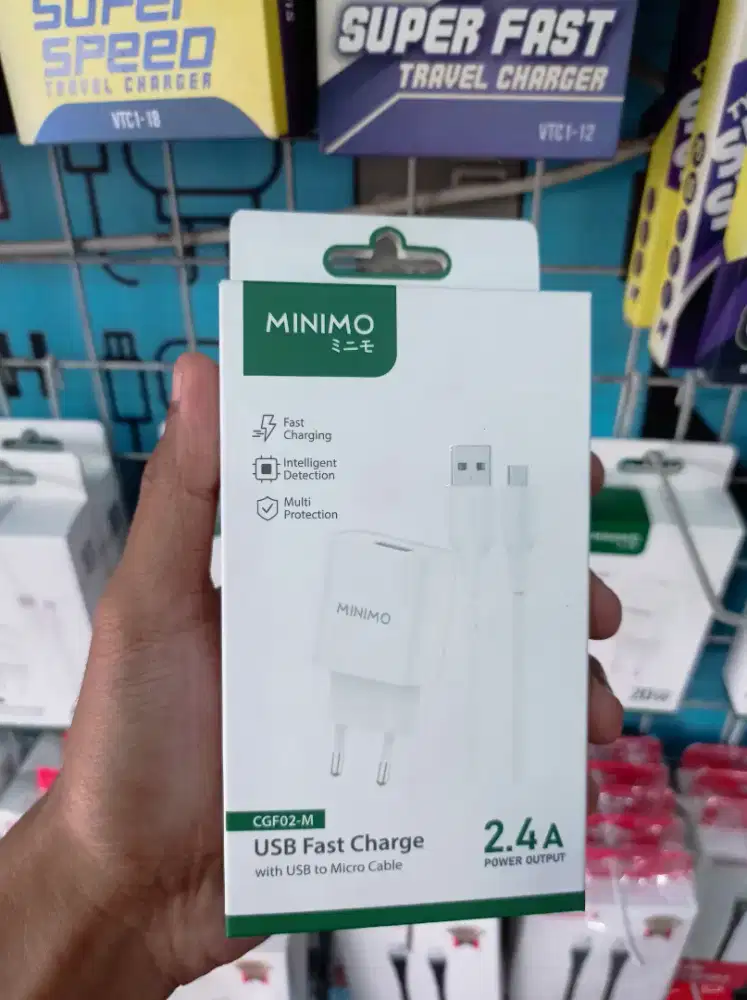 SUPER
SPEED
TRAVEL CHARGER
VTC1-18
SUPER FAST
TRAVEL CHARGER
VTC1-12
MINIMO
ミニモ
Fast
Charging
Intelligent
Detection
Multi
Protection
MINIMO
CGF02-M
USB Fast Charge
with USB to Micro Cable
2.4A
POWER OUTPUT